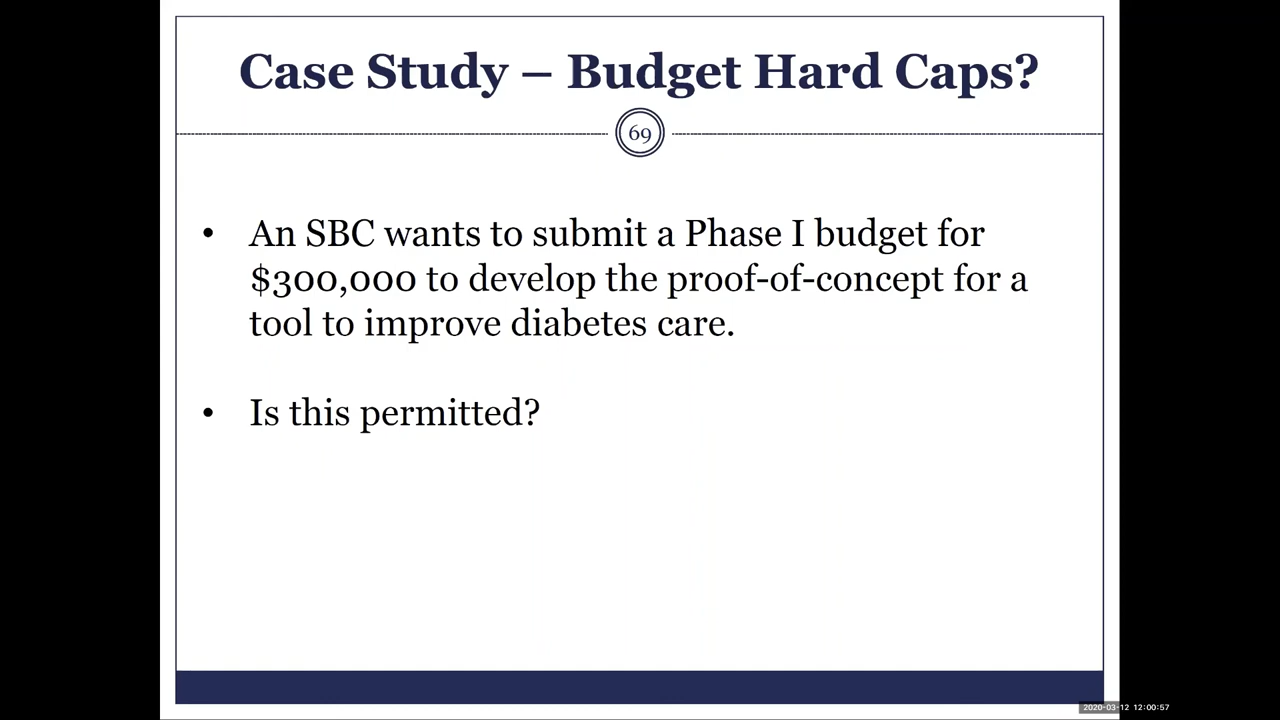 Case Study – Budget Hard Caps?
69
• An SBC wants to submit a Phase I budget for
$300,000 to develop the proof-of-concept for a
tool to improve diabetes care.
• Is this permitted?
2020-03-12 12:00:57